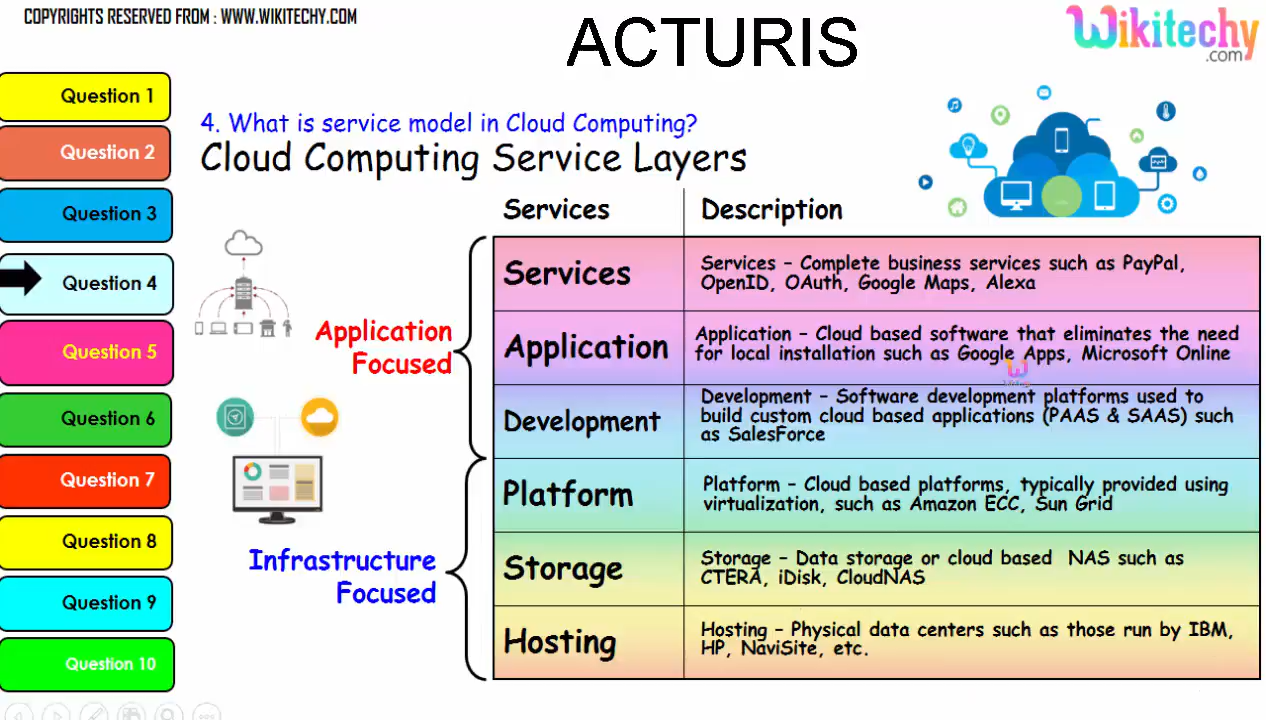 COPYRIGHTS RESERVED FROM : WWW.WIKITECHY.COM
ACTURIS
Wikitechy
.com
Question 1
Question 2
Question 3
Question 4
Question 5
Question 6
Question 7
Question 8
Question 9
Question 10
4. What is service model in Cloud Computing?
Cloud Computing Service Layers
Services
Description
Application
Focused
Infrastructure
Focused
Services
Services – Complete business services such as PayPal,
OpenID, OAuth, Google Maps, Alexa
Application
Application – Cloud based software that eliminates the need
for local installation such as Google Apps, Microsoft Online
Development
Development – Software development platforms used to
build custom cloud based applications (PAAS & SAAS) such
as SalesForce
Platform
Platform – Cloud based platforms, typically provided using
virtualization, such as Amazon ECC, Sun Grid
Storage
Storage – Data storage or cloud based  NAS such as
CTERA, iDisk, CloudNAS
Hosting
Hosting – Physical data centers such as those run by IBM,
HP, NaviSite, etc.